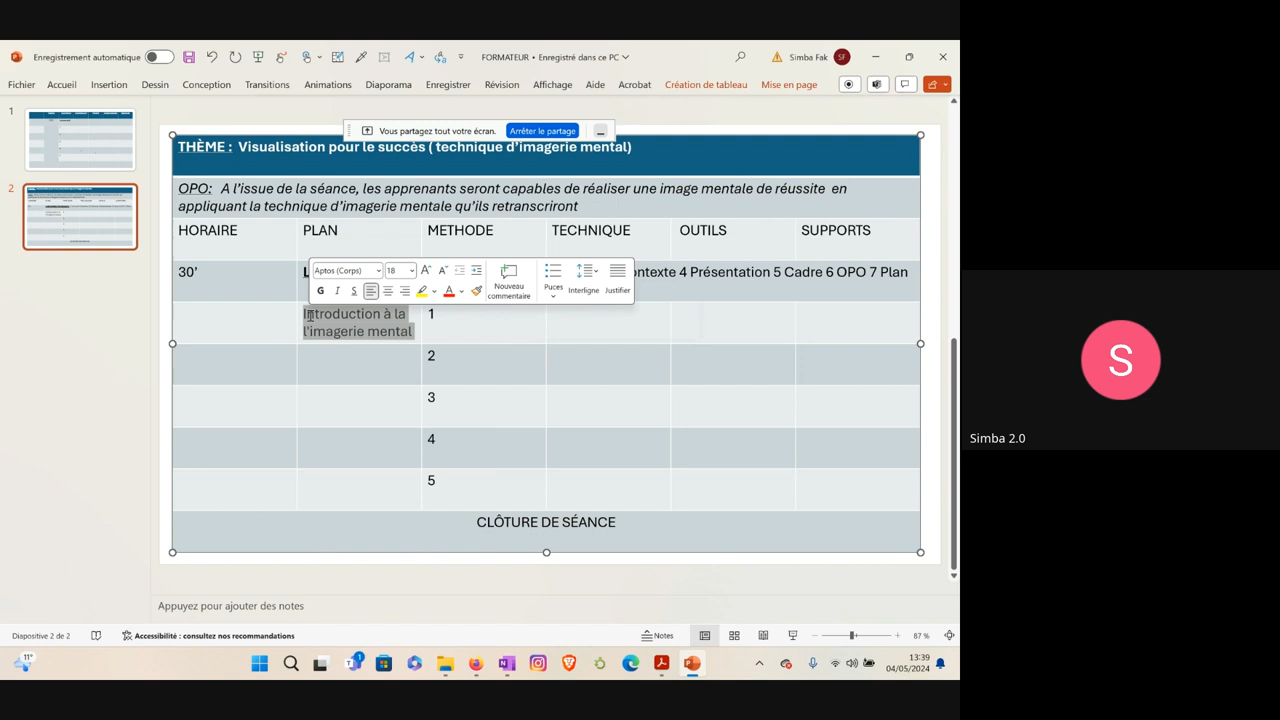 Enregistrement automatique
FORMATEUR • Enregistré dans ce PC
Simba Fak
SF
Fichier Accueil Insertion Dessin Conception Transitions Animations Diaporama Enregistrer Révision Affichage Aide Acrobat Création de tableau Mise en page
1
2
Vous partagez tout votre écran. Arrêter le partage
THÈME : Visualisation pour le succès ( technique d'imagerie mental)
OPO: A l'issue de la séance, les apprenants seront capables de réaliser une image mentale de réussite en
appliquant la technique d'imagerie mentale qu'ils retranscriront
HORAIRE PLAN METHODE TECHNIQUE OUTILS SUPPORTS
Aptos (Corps) 18
G I S
Nouveau
commentaire
Puces Interligne Justifier
30' ontexte 4 Présentation 5 Cadre 6 OPO 7 Plan
Introduction à la
l'imagerie mental
1
2
3
4
5
CLÔTURE DE SÉANCE
Appuyez pour ajouter des notes
Diapositive 2 de 2
Accessibilité : consultez nos recommandations
Notes
87 %
11°
13:39
04/05/2024
S
Simba 2.0